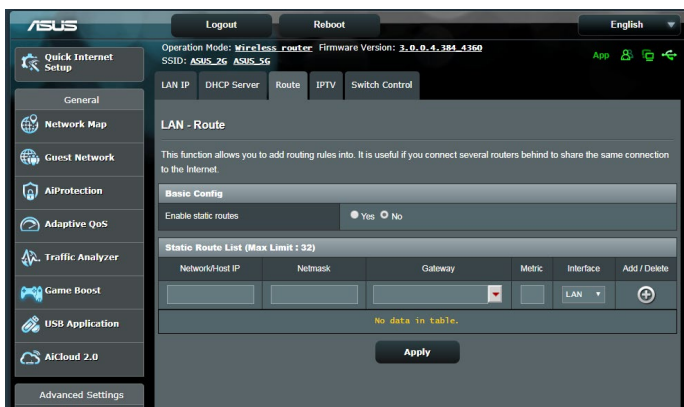 ASUS
Logout
Reboot
English
Quick Internet
Setup
Operation Mode: Wireless router Firmware Version: 3.0.0.4.384_4360
SSID: ASUS_2G ASUS_5G
App
General
Network Map
Guest Network
AiProtection
Adaptive QoS
Traffic Analyzer
Game Boost
USB Application
AiCloud 2.0
Advanced Settings
LAN IP DHCP Server Route IPTV Switch Control
LAN - Route
This function allows you to add routing rules into. It is useful if you connect several routers behind to share the same connection
to the Internet.
Basic Config
Enable static routes Yes No
Static Route List (Max Limit : 32)
Network/Host IP Netmask Gateway Metric Interface Add / Delete
LAN
No data in table.
Apply